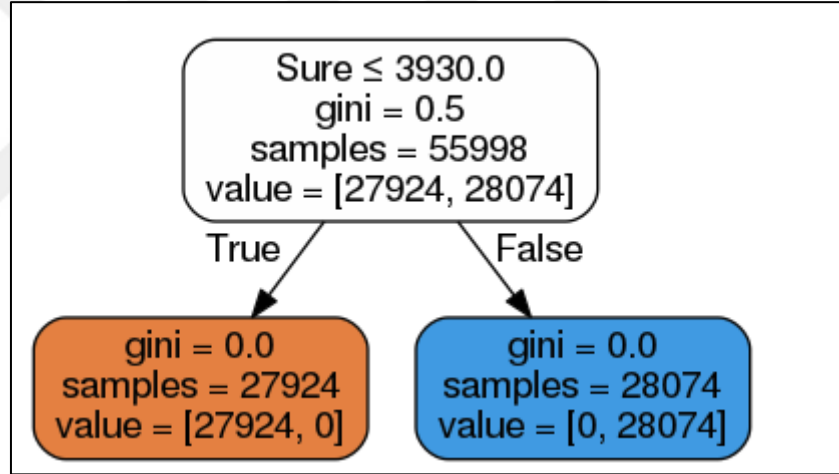 Sure ≤ 3930.0
gini = 0.5
samples = 55998
value = [27924, 28074]
True
False
gini = 0.0
samples = 27924
value = [27924, 0]
gini = 0.0
samples = 28074
value = [0, 28074]